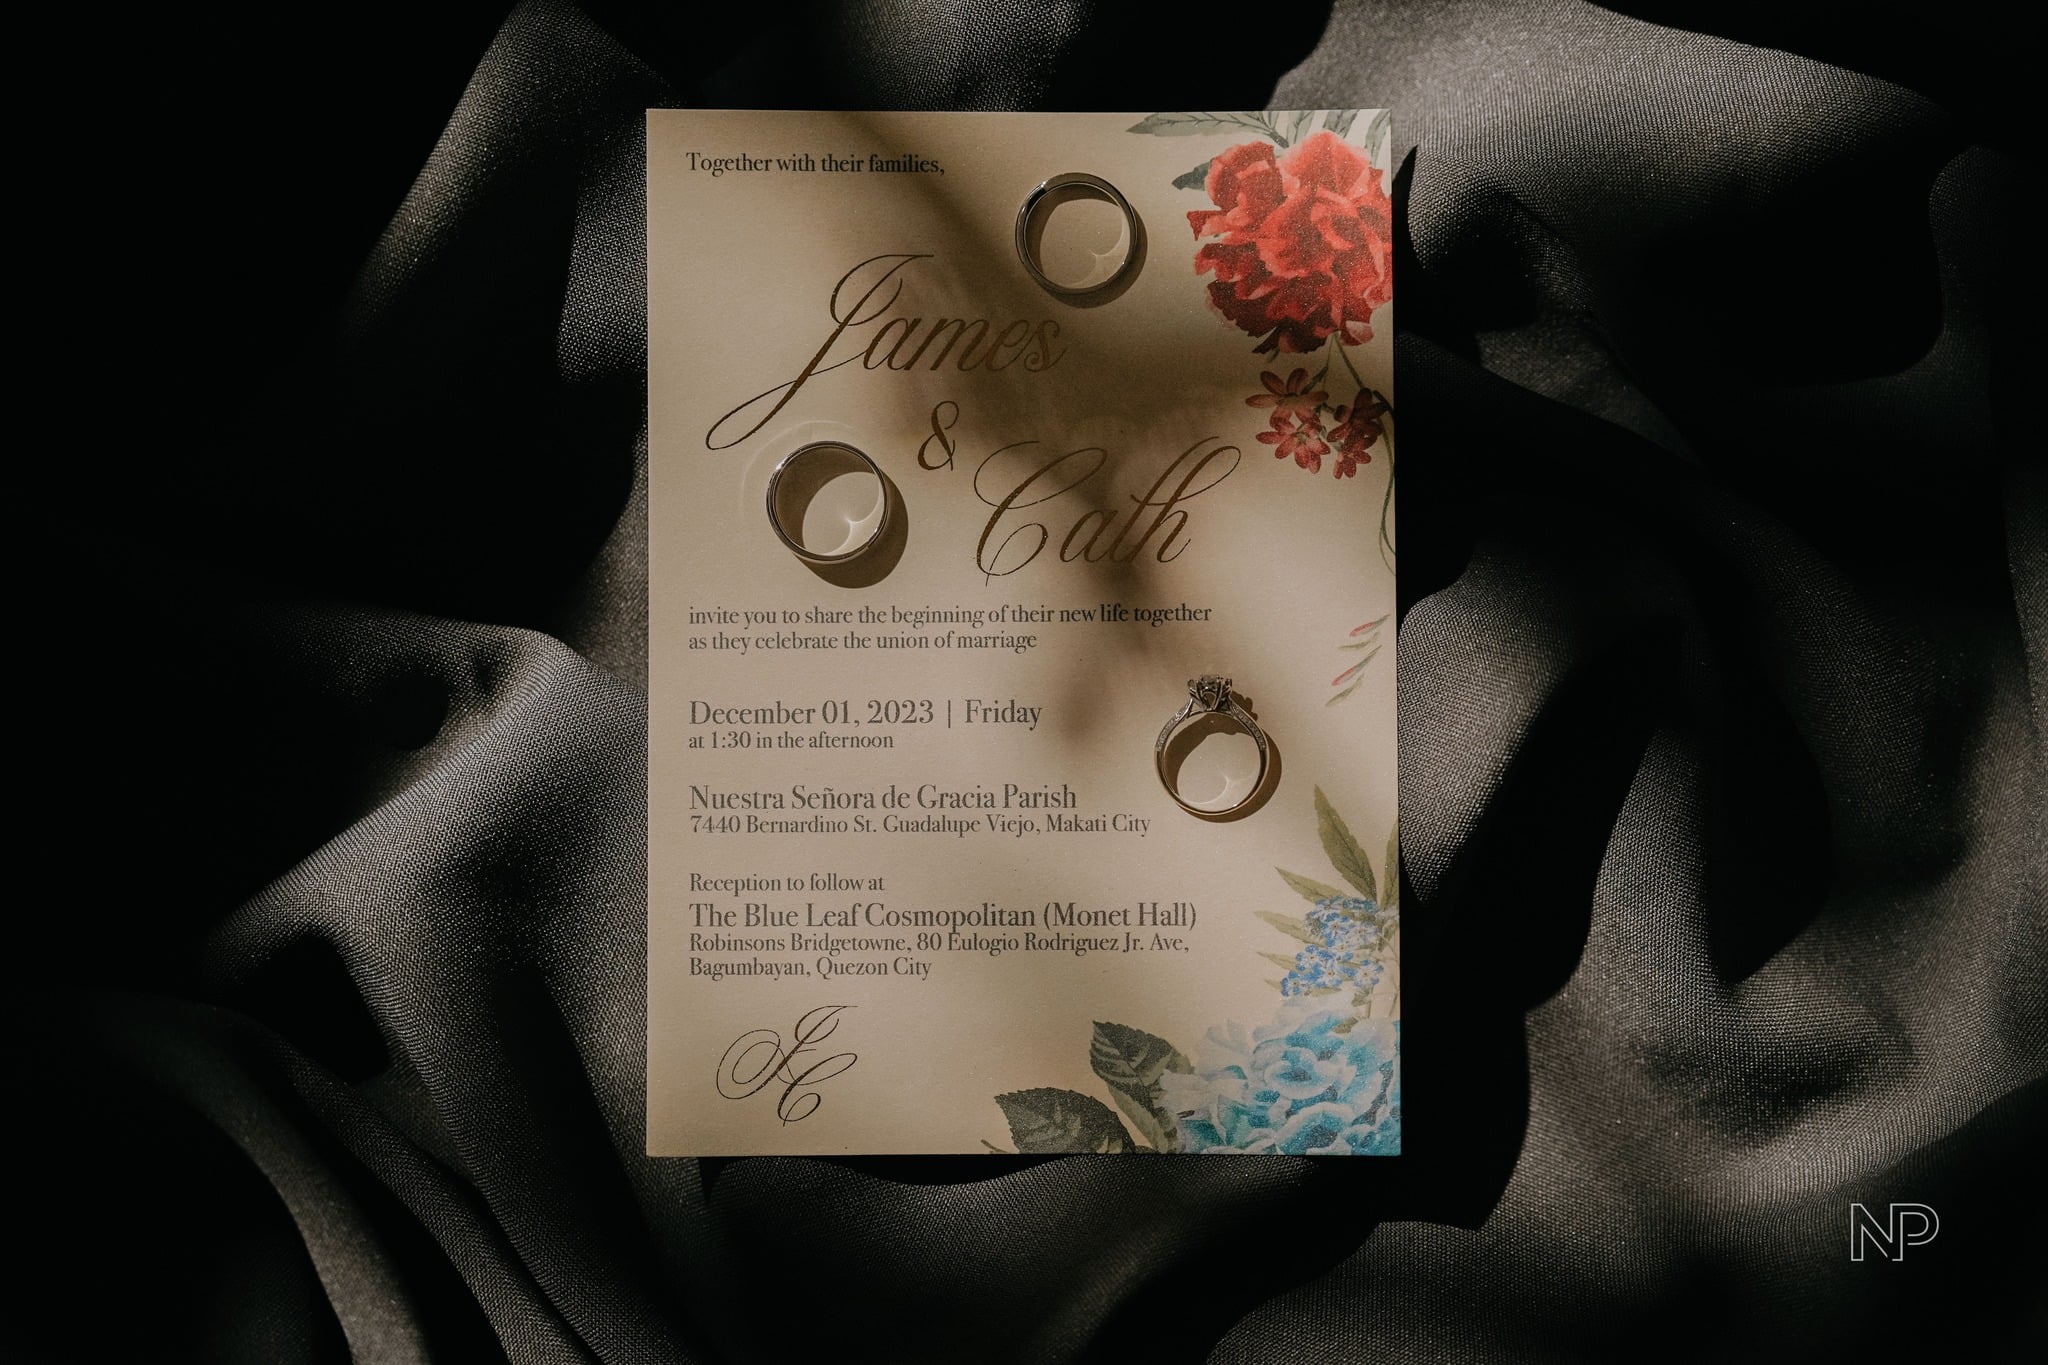 Together with their families,
James
&
Cath
invite you to share the beginning of their new life together
as they celebrate the union of marriage
December 01, 2023 | Friday
at 1:30 in the afternoon
Nuestra Señora de Gracia Parish
7440 Bernardino St. Guadalupe Viejo, Makati City
Reception to follow at
The Blue Leaf Cosmopolitan (Monet Hall)
Robinsons Bridgetowne, 80 Eulogio Rodriguez Jr. Ave,
Bagumbayan, Quezon City
JC
NP